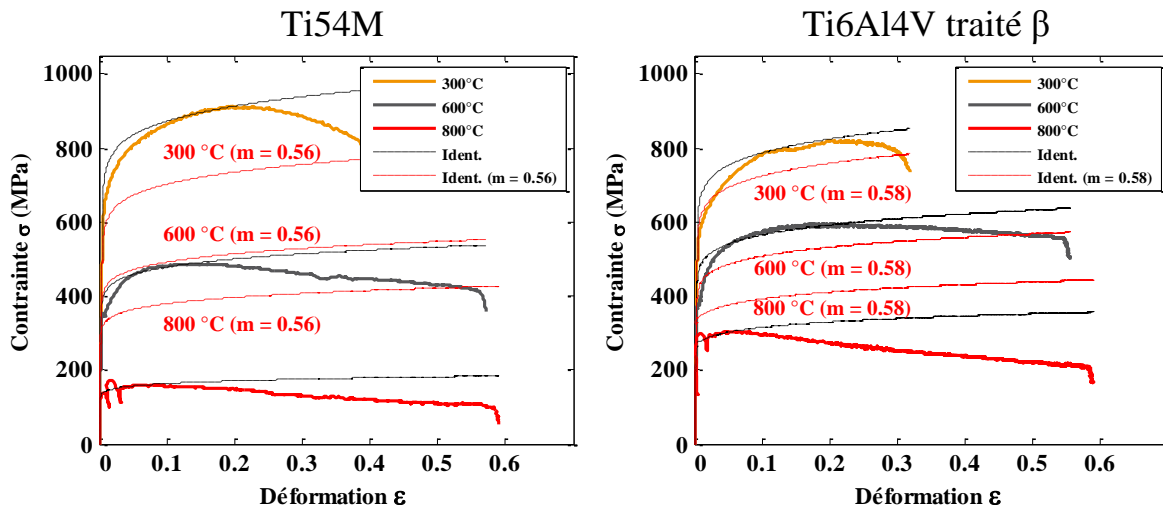 Ti54M
1000
800
600
400
200
0
0
0.1
0.2
0.3
0.4
0.5
0.6
Contrainte σ (MPa)
Déformation ε
300°C
600°C
800°C
Ident.
Ident. (m = 0.56)
300 °C (m = 0.56)
600 °C (m = 0.56)
800 °C (m = 0.56)
Ti6Al4V traité β
1000
800
600
400
200
0
0
0.1
0.2
0.3
0.4
0.5
0.6
Contrainte σ (MPa)
Déformation ε
300°C
600°C
800°C
Ident.
Ident. (m = 0.58)
300 °C (m = 0.58)
600 °C (m = 0.58)
800 °C (m = 0.58)